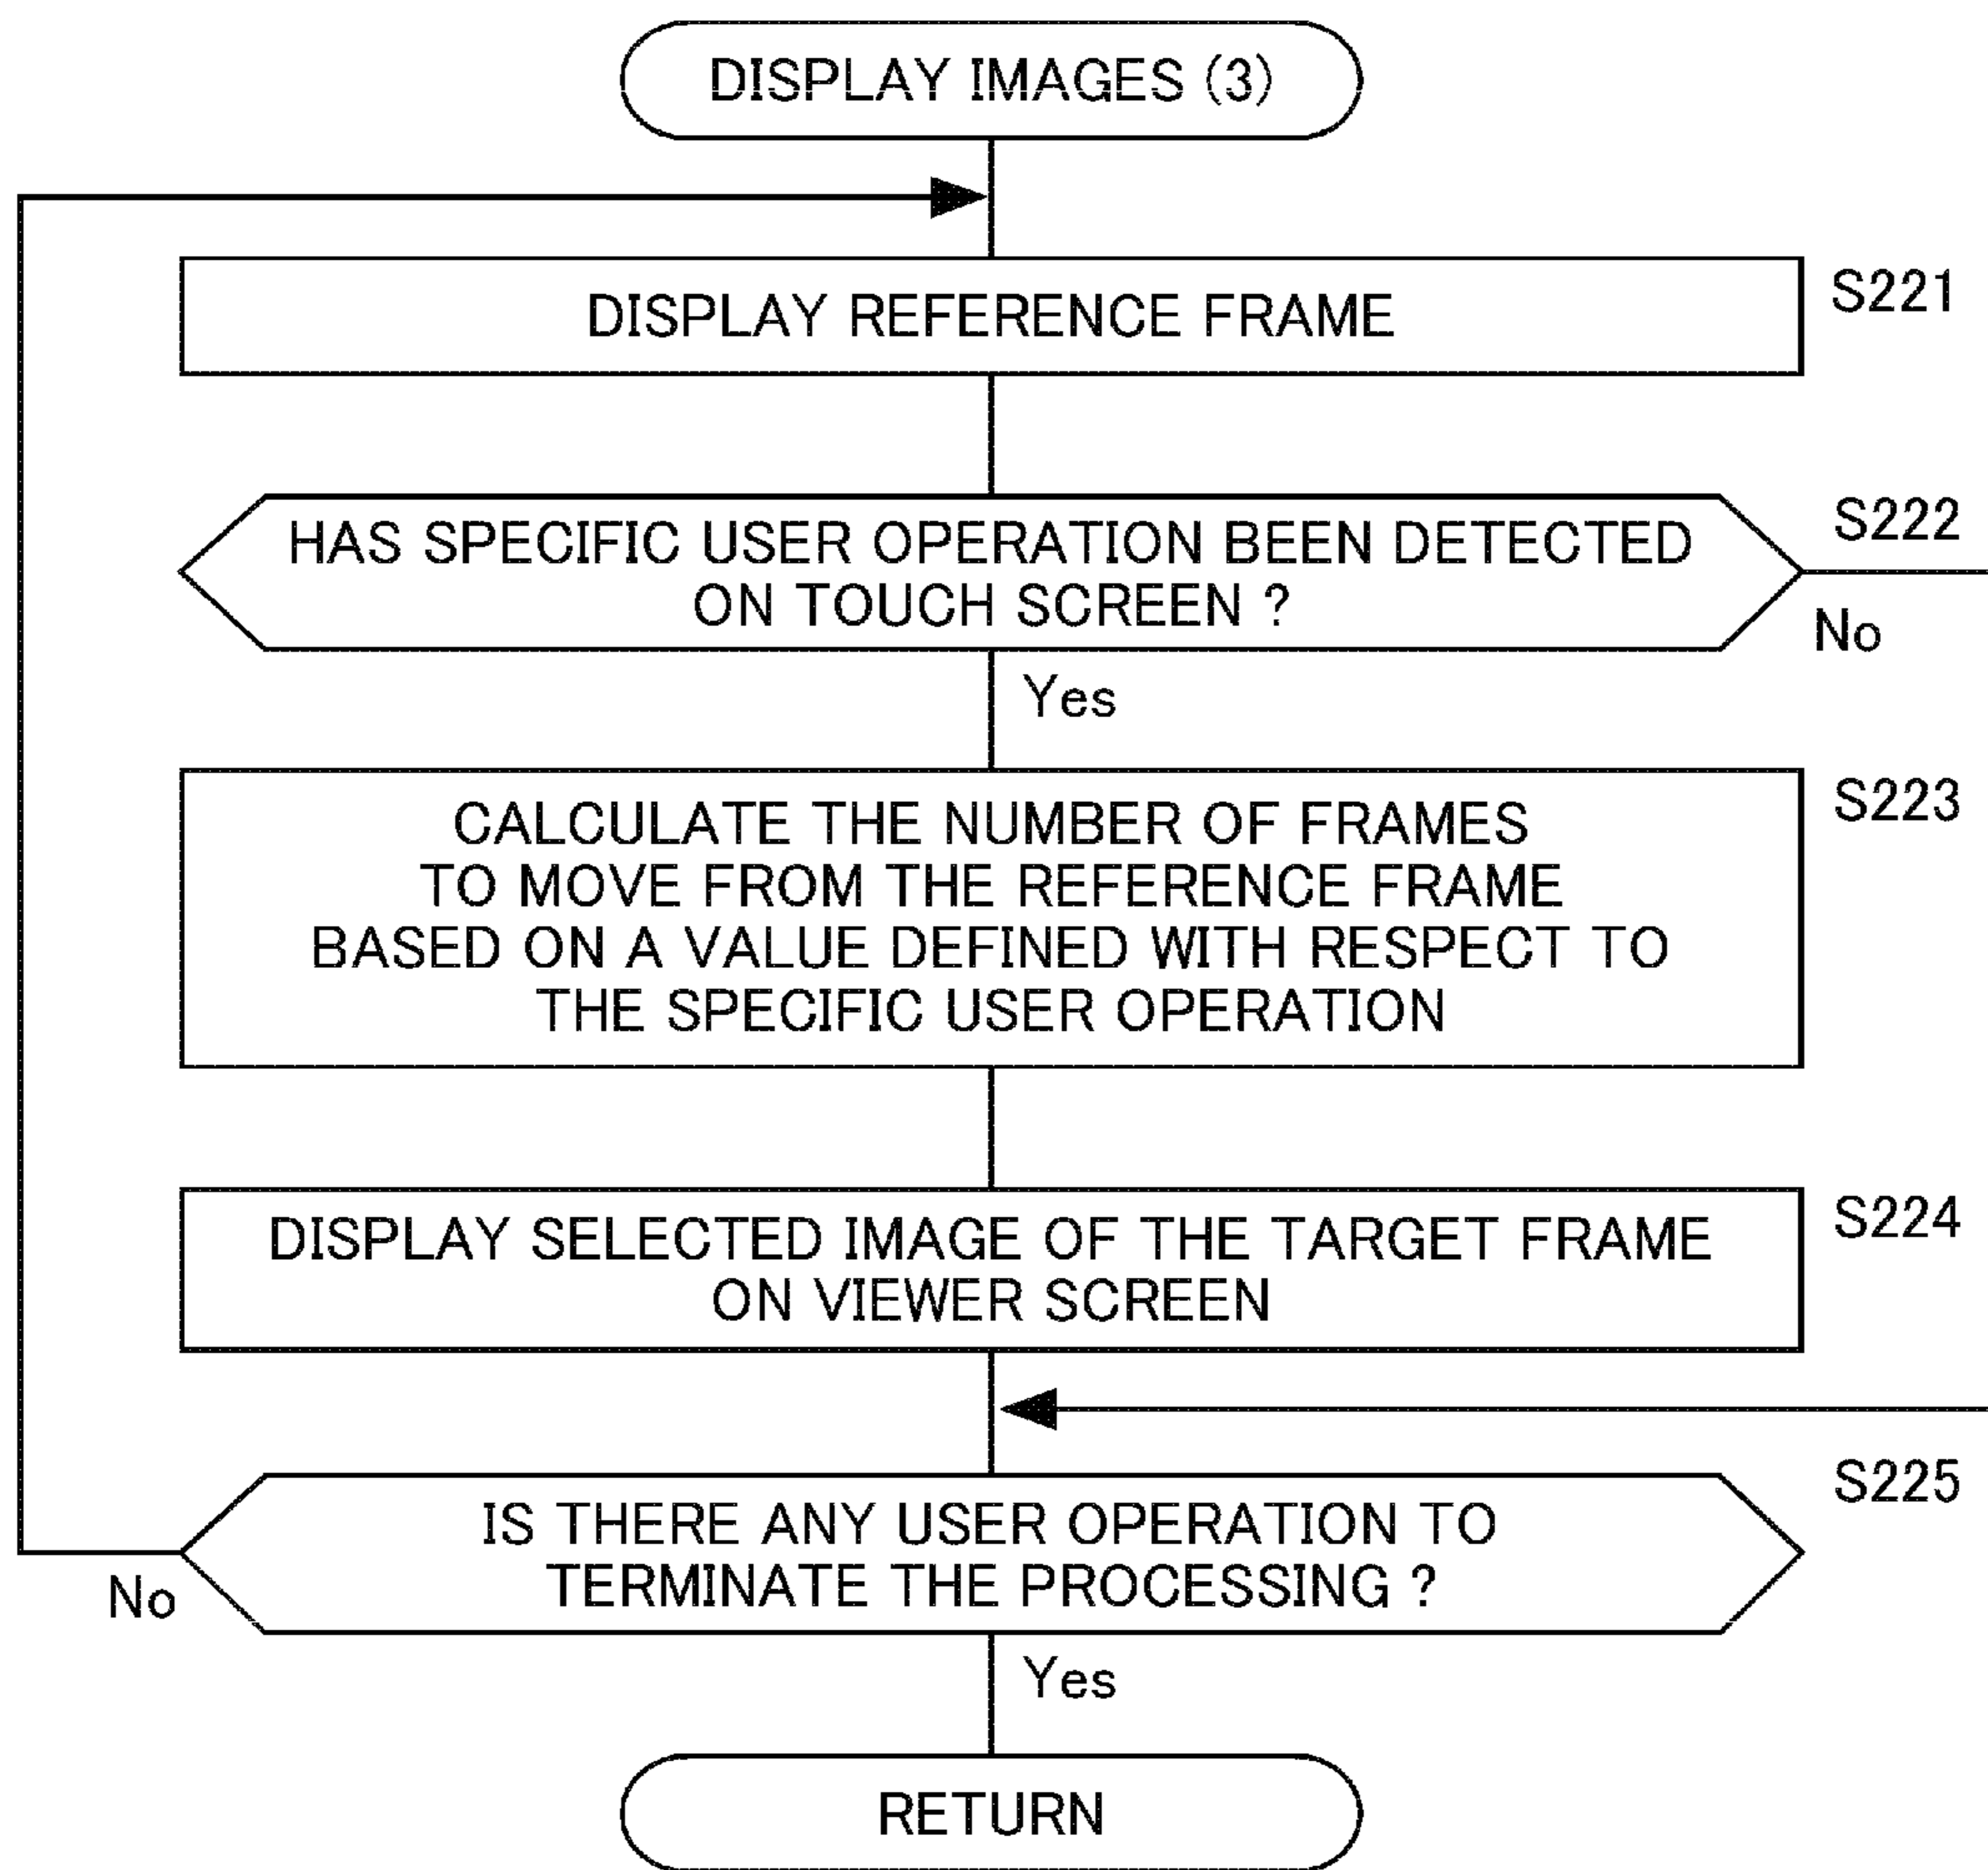 DISPLAY IMAGES (3)
DISPLAY REFERENCE FRAME
S221
HAS SPECIFIC USER OPERATION BEEN DETECTED
ON TOUCH SCREEN ?
S222
No
Yes
CALCULATE THE NUMBER OF FRAMES
TO MOVE FROM THE REFERENCE FRAME
BASED ON A VALUE DEFINED WITH RESPECT TO
THE SPECIFIC USER OPERATION
S223
DISPLAY SELECTED IMAGE OF THE TARGET FRAME
ON VIEWER SCREEN
S224
IS THERE ANY USER OPERATION TO
TERMINATE THE PROCESSING ?
S225
No
Yes
RETURN